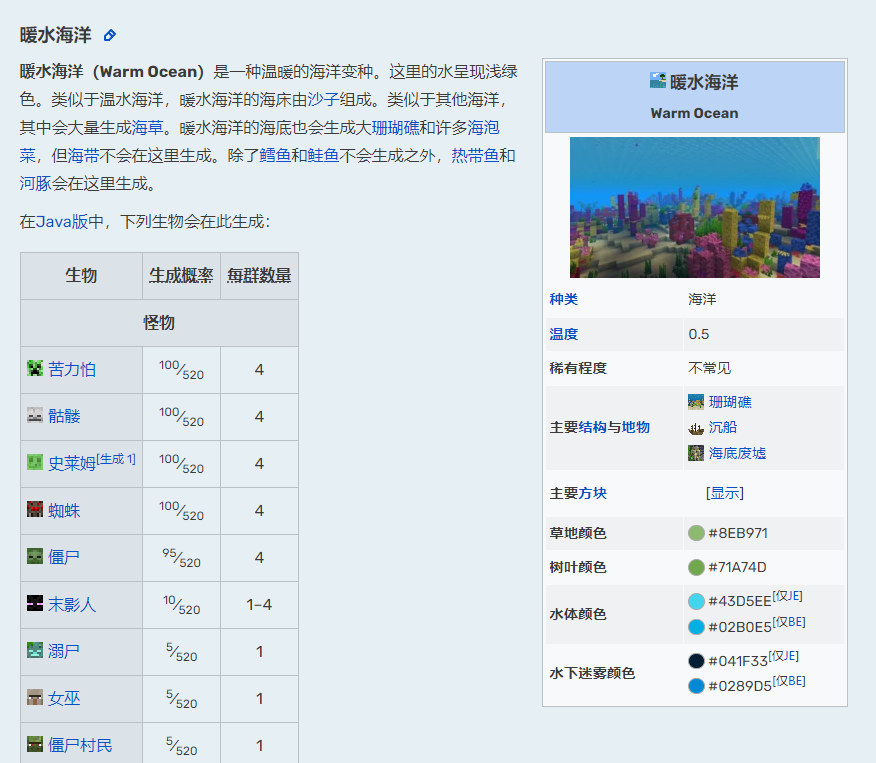 暖水海洋
暖水海洋（Warm Ocean）是一种温暖的海洋变种。这里的水呈现浅绿
色。类似于温水海洋，暖水海洋的海床由沙子组成。类似于其他海洋，
其中会大量生成海草。暖水海洋的海底也会生成大珊瑚礁和许多海泡
菜，但海带不会在这里生成。除了鳕鱼和鲑鱼不会生成之外，热带鱼和
河豚会在这里生成。
在Java版中，下列生物会在此生成：
生物 生成概率 每群数量
怪物
苦力怕 100⁄520 4
骷髅 100⁄520 4
史莱姆[生成 1] 100⁄520 4
蜘蛛 100⁄520 4
僵尸 95⁄520 4
末影人 10⁄520 1–4
溺尸 5⁄520 1
女巫 5⁄520 1
僵尸村民 5⁄520 1
暖水海洋
Warm Ocean
种类 海洋
温度 0.5
稀有程度 不常见
主要结构与地物
珊瑚礁
沉船
海底废墟
主要方块 [显示]
草地颜色 #8EB971
树叶颜色 #71A74D
水体颜色
#43D5EE[仅JE]
#02B0E5[仅BE]
水下迷雾颜色
#041F33[仅JE]
#0289D5[仅BE]